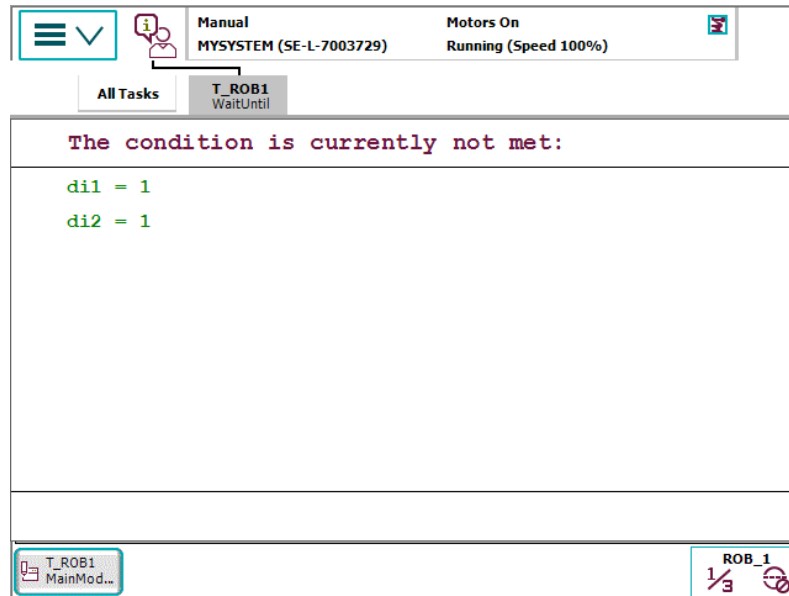 Manual
MYSYSTEM (SE-L-7003729)
Motors On
Running (Speed 100%)
All Tasks
T_ROB1
WaitUntil
The condition is currently not met:
di1 = 1
di2 = 1
T_ROB1
MainMod...
ROB_1
1/3